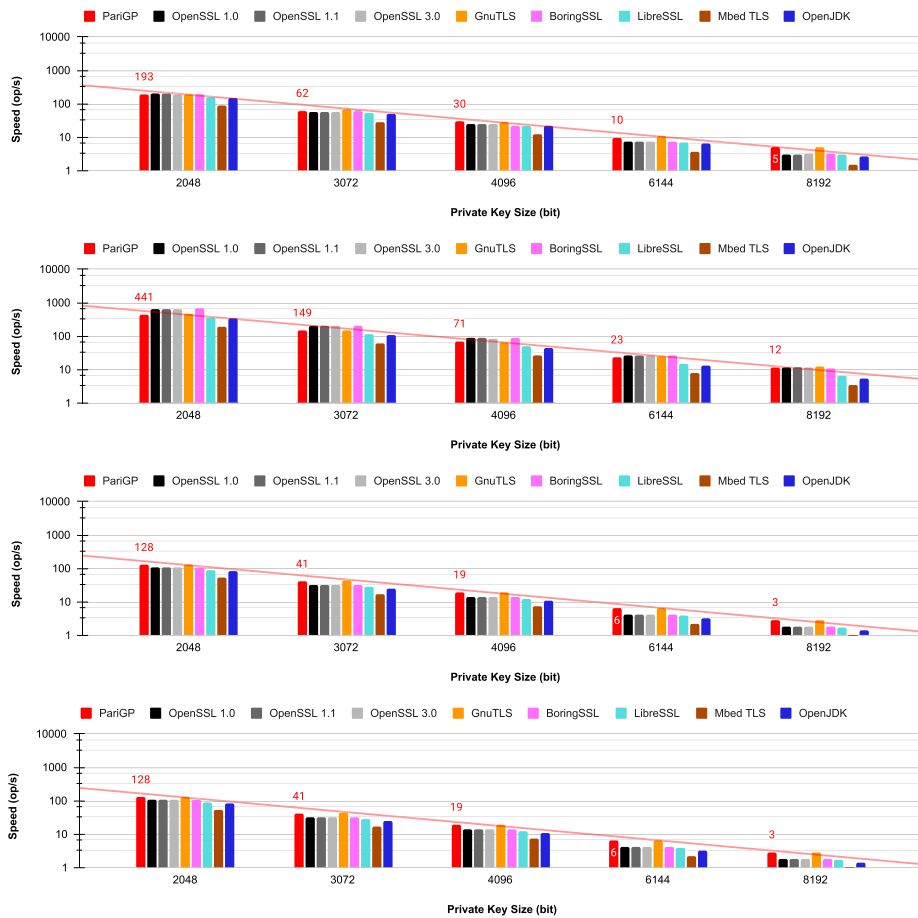 PariGP OpenSSL 1.0 OpenSSL 1.1 OpenSSL 3.0 GnuTLS BoringSSL LibreSSL Mbed TLS OpenJDK
10000
1000
100
10
1
Speed (op/s)
193
62
30
10
5
2048 3072 4096 6144 8192
Private Key Size (bit)
PariGP OpenSSL 1.0 OpenSSL 1.1 OpenSSL 3.0 GnuTLS BoringSSL LibreSSL Mbed TLS OpenJDK
10000
1000
100
10
1
Speed (op/s)
441
149
71
23
12
2048 3072 4096 6144 8192
Private Key Size (bit)
PariGP OpenSSL 1.0 OpenSSL 1.1 OpenSSL 3.0 GnuTLS BoringSSL LibreSSL Mbed TLS OpenJDK
10000
1000
100
10
1
Speed (op/s)
128
41
19
6
3
2048 3072 4096 6144 8192
Private Key Size (bit)
PariGP OpenSSL 1.0 OpenSSL 1.1 OpenSSL 3.0 GnuTLS BoringSSL LibreSSL Mbed TLS OpenJDK
10000
1000
100
10
1
Speed (op/s)
128
41
19
6
3
2048 3072 4096 6144 8192
Private Key Size (bit)